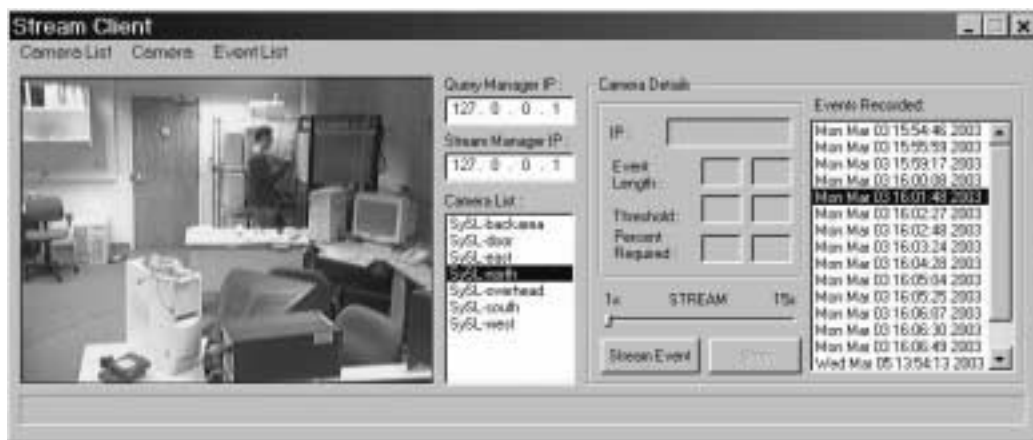 Stream Client
Camera List Camera Event List
Query Manager IP :
127. 0 . 0 . 1
Stream Manager IP
127. 0 . 0 . 1
Camera List :
SySL-backarea
SySL-door
SySL-east
SySL-north
SySL-overhead
SySL-south
SySL-west
Camera Details
IP :
Event Length :
Threshold :
Percent Required :
1x STREAM 15x
Stream Event
Events Recorded:
Mon Mar 03 15:54:46 2003
Mon Mar 03 15:55:59 2003
Mon Mar 03 15:59:17 2003
Mon Mar 03 16:00:08 2003
Mon Mar 03 16:01:48 2003
Mon Mar 03 16:02:27 2003
Mon Mar 03 16:02:48 2003
Mon Mar 03 16:03:24 2003
Mon Mar 03 16:04:28 2003
Mon Mar 03 16:05:04 2003
Mon Mar 03 16:05:25 2003
Mon Mar 03 16:06:07 2003
Mon Mar 03 16:06:30 2003
Mon Mar 03 16:06:49 2003
Wed Mar 05 13:54:13 2003